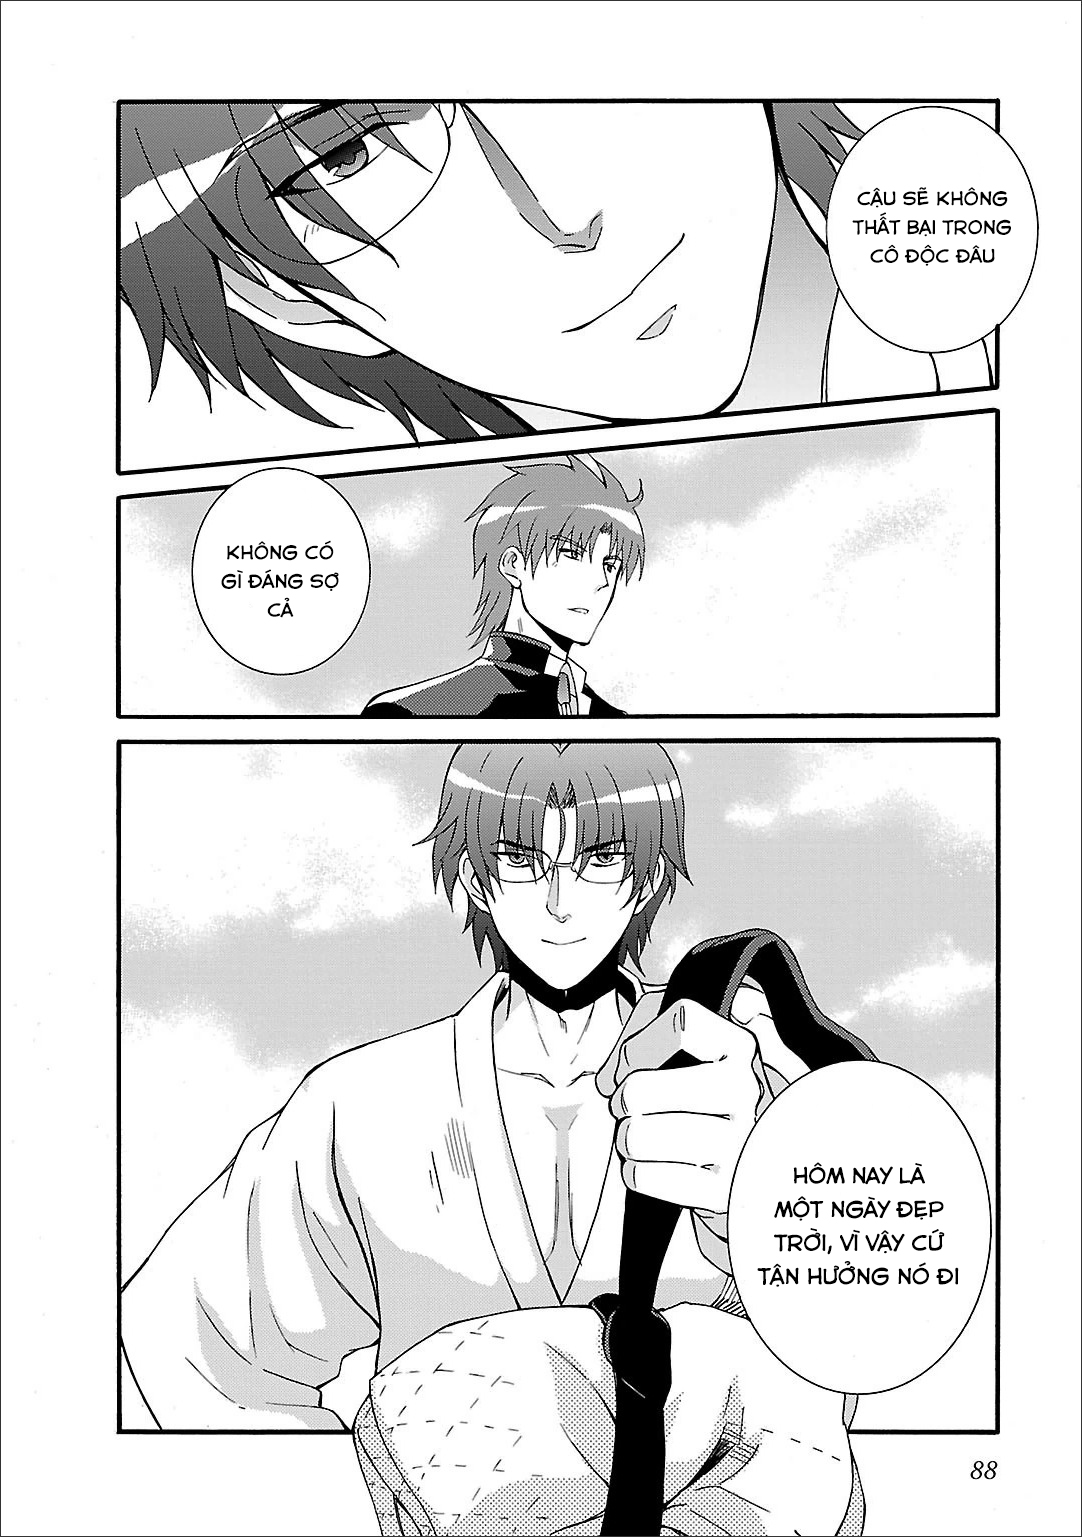 CẬU SẼ KHÔNG
THẤT BẠI TRONG
CÔ ĐỘC ĐÂU
KHÔNG CÓ
GÌ ĐÁNG SỢ
CẢ
HÔM NAY LÀ
MỘT NGÀY ĐẸP
TRỜI, VÌ VẬY CỨ
TẬN HƯỞNG NÓ ĐI
88